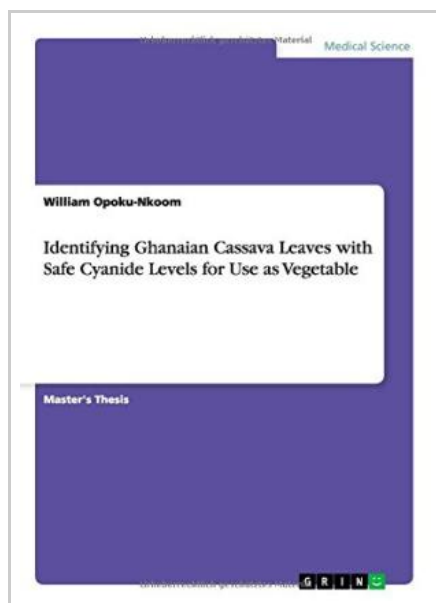 Material
Medical Science
William Opoku-Nkoom
Identifying Ghanaian Cassava Leaves with
Safe Cyanide Levels for Use as Vegetable
Master's Thesis
GRIN